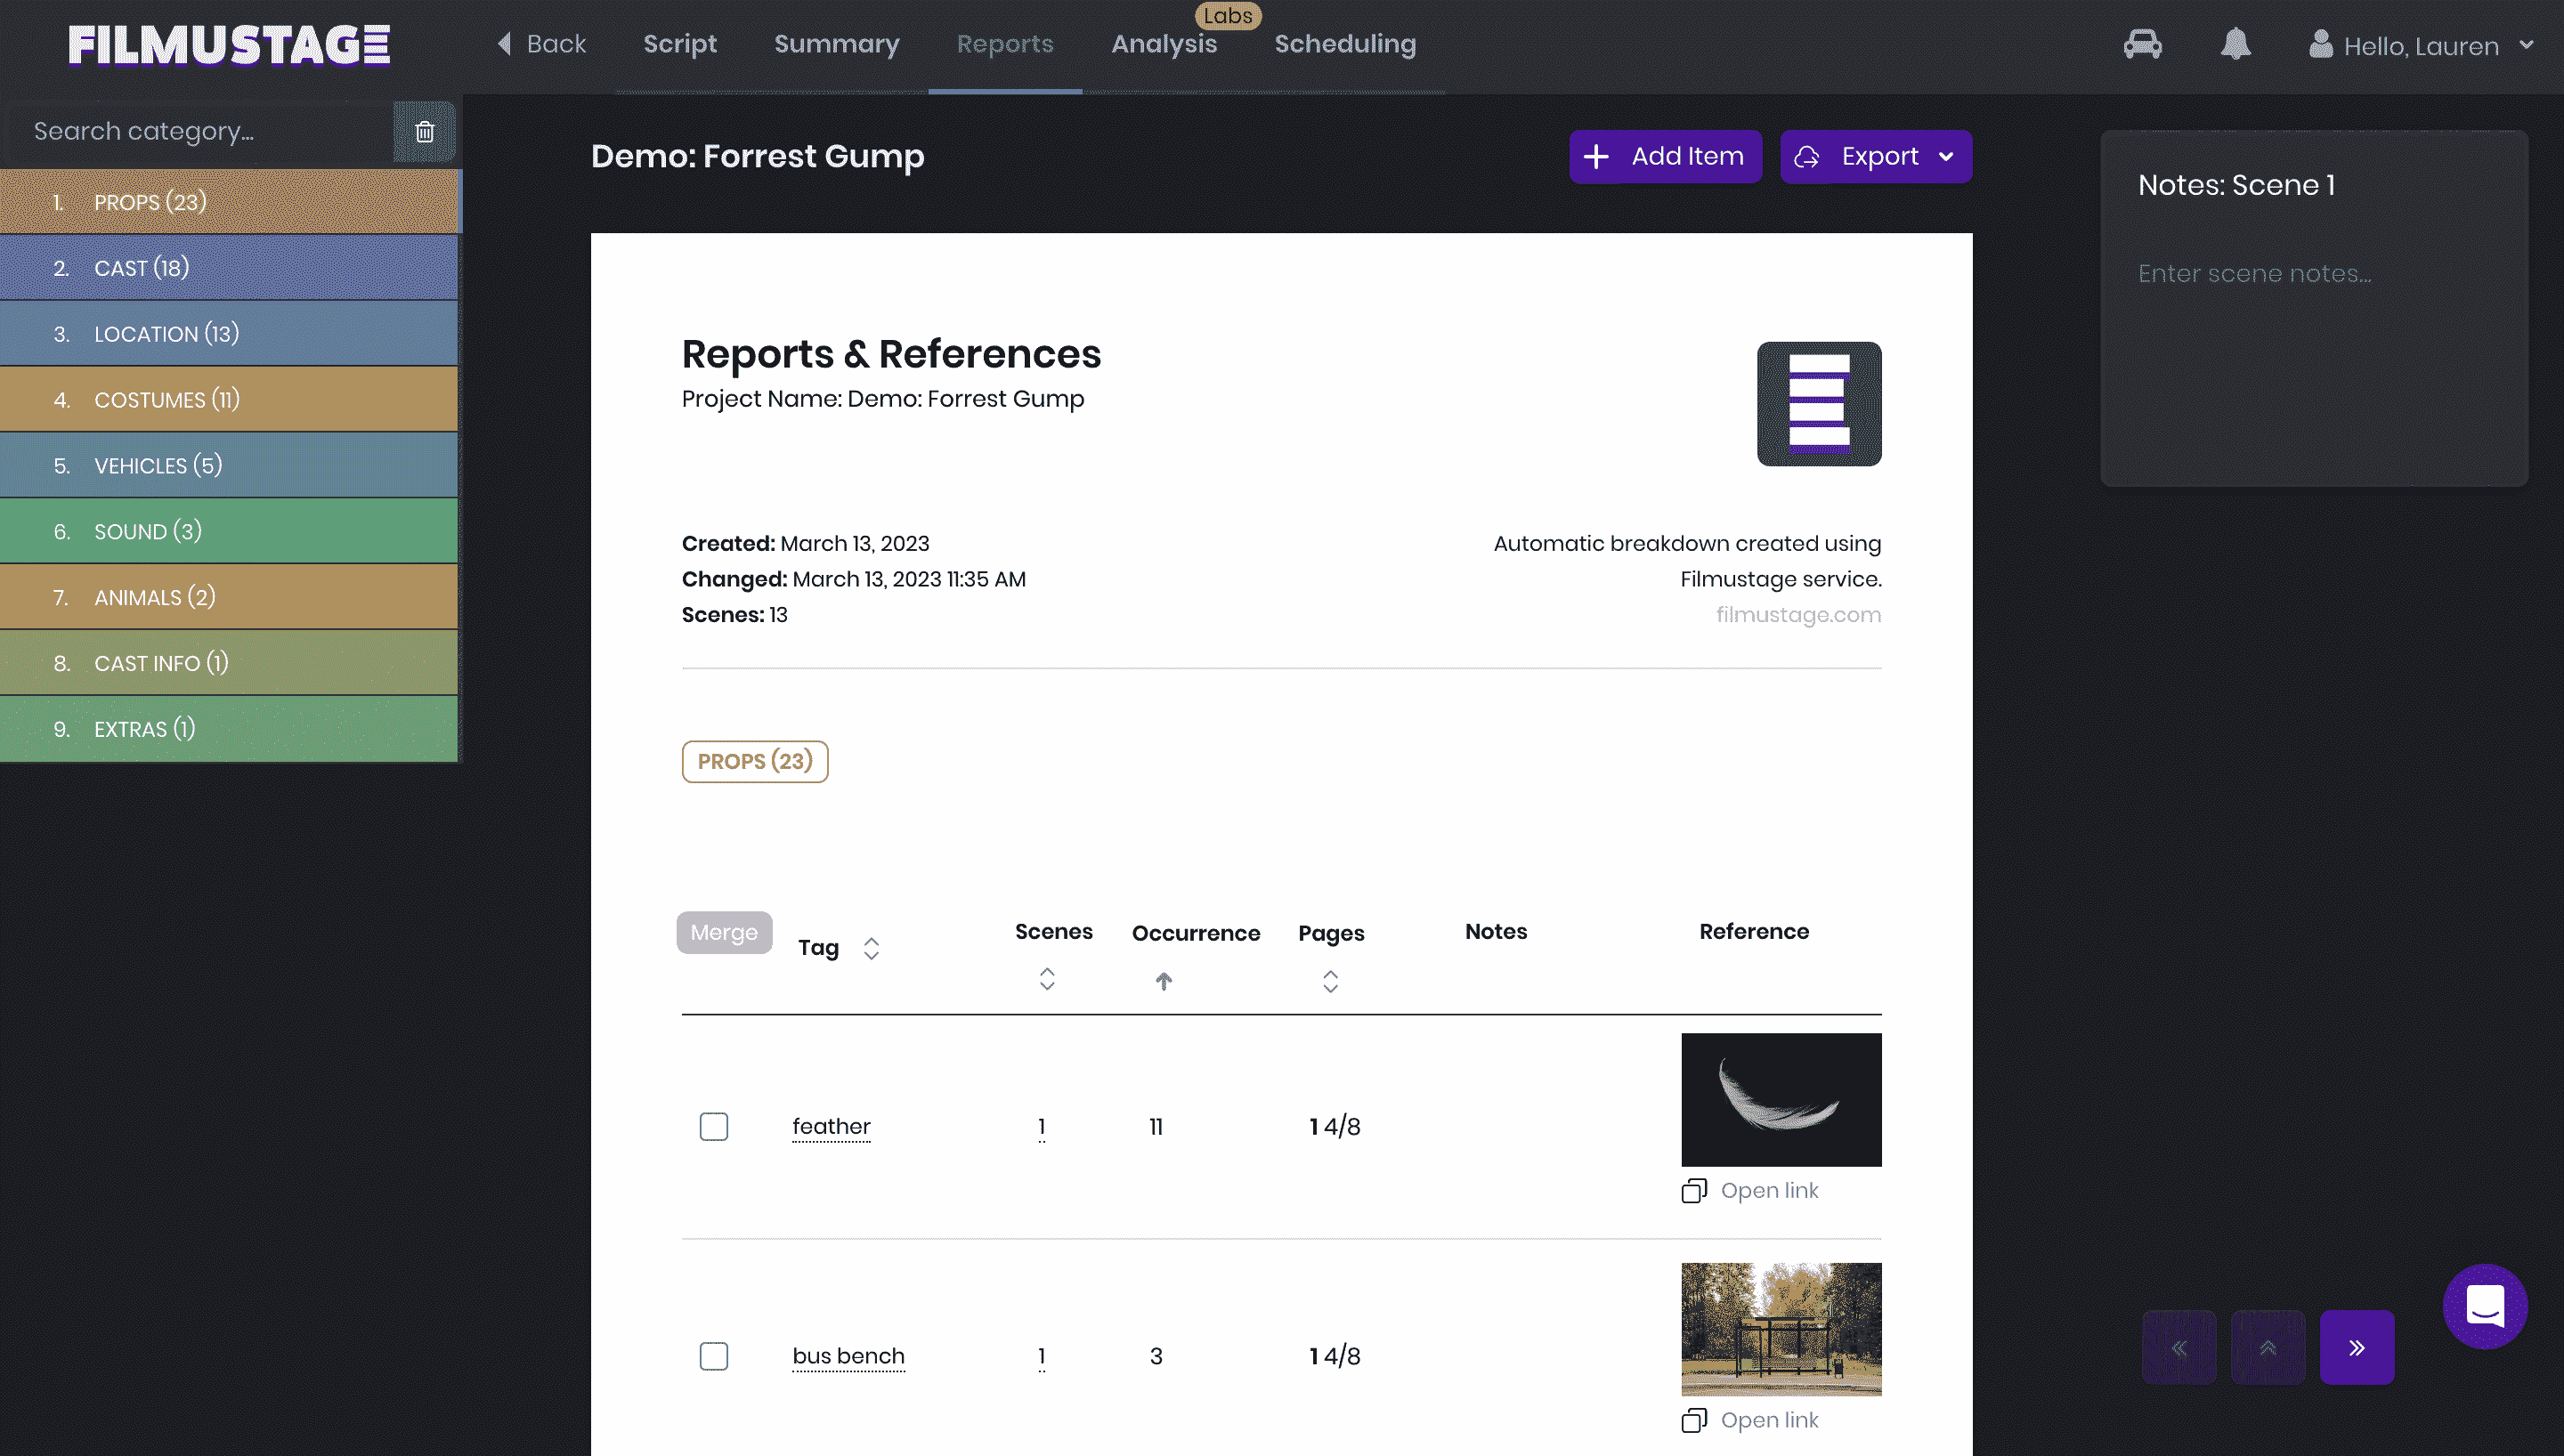 FILMUSTAGE
Back
Script
Summary
Reports
Analysis
Labs
Scheduling
Hello, Lauren
Search category...
1. PROPS (23)
2. CAST (18)
3. LOCATION (13)
4. COSTUMES (11)
5. VEHICLES (5)
6. SOUND (3)
7. ANIMALS (2)
8. CAST INFO (1)
9. EXTRAS (1)
Demo: Forrest Gump
Add Item
Export
Reports & References
Project Name: Demo: Forrest Gump
Created: March 13, 2023
Changed: March 13, 2023 11:35 AM
Scenes: 13
Automatic breakdown created using
Filmustage service.
filmustage.com
PROPS (23)
Merge Tag Scenes Occurrence Pages Notes Reference
feather 1 11 1 4/8
Open link
bus bench 1 3 1 4/8
Open link
Notes: Scene 1
Enter scene notes...